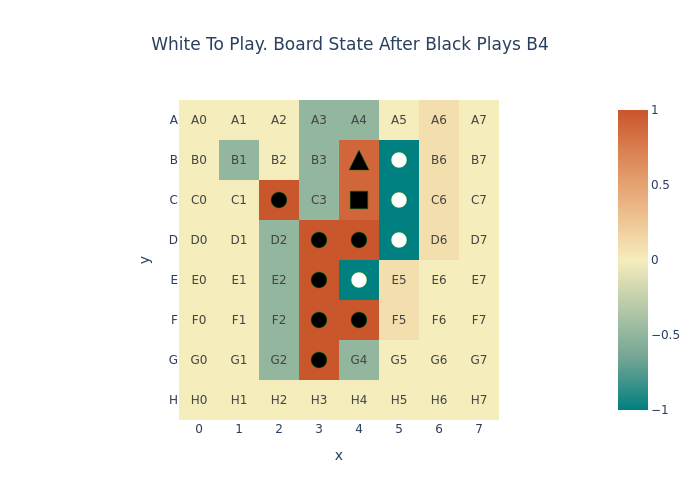 White To Play. Board State After Black Plays B4
A A0 A1 A2 A3 A4 A5 A6 A7
B B0 B1 B2 B3 B6 B7
C C0 C1 C3 C6 C7
D D0 D1 D2 D6 D7
E E0 E1 E2 E5 E6 E7
F F0 F1 F2 F5 F6 F7
G G0 G1 G2 G4 G5 G6 G7
H H0 H1 H2 H3 H4 H5 H6 H7
0 1 2 3 4 5 6 7
x
y
1
0.5
0
−0.5
−1